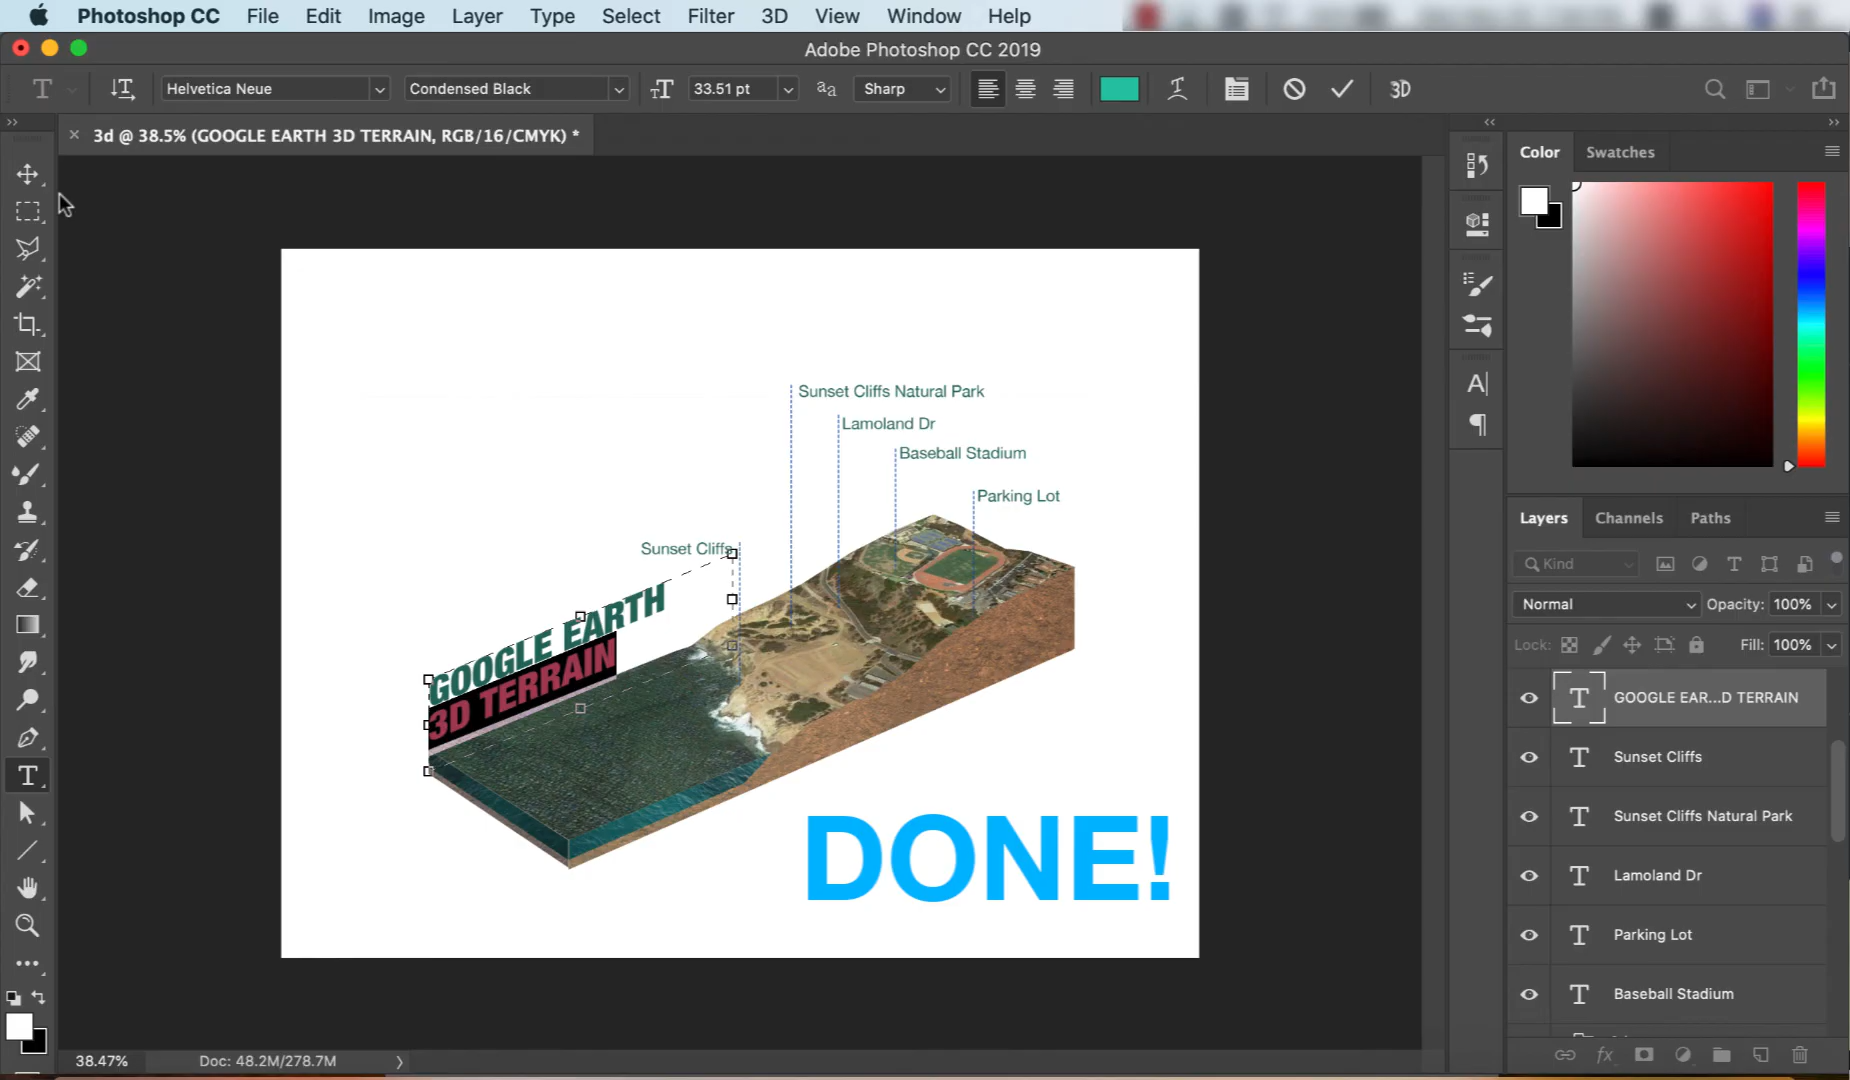 Photoshop CC File Edit Image Layer Type Select Filter 3D View Window Help
Adobe Photoshop CC 2019
T Helvetica Neue Condensed Black 33.51 pt aa Sharp 3D
3d @ 38.5% (GOOGLE EARTH 3D TERRAIN, RGB/16/CMYK) *
Color Swatches
Sunset Cliffs Natural Park
Lamoland Dr
Baseball Stadium
Parking Lot
Sunset Cliffs
GOOGLE EARTH
3D TERRAIN
DONE!
Layers Channels Paths
Kind
Normal Opacity: 100%
Lock: Fill: 100%
GOOGLE EAR...D TERRAIN
Sunset Cliffs
Sunset Cliffs Natural Park
Lamoland Dr
Parking Lot
Baseball Stadium
fx
38.47% Doc: 48.2M/278.7M